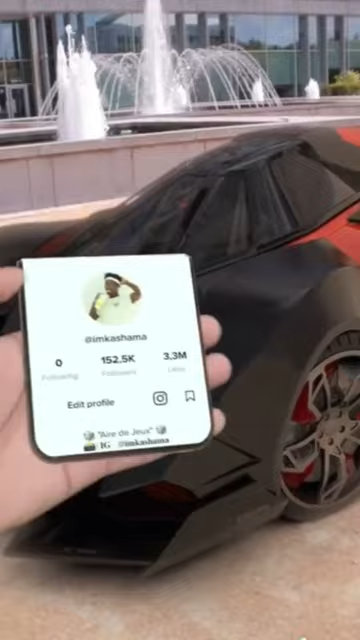 @imkashama
0 152.5K 3.3M
Following Followers Likes
Edit profile
"Aire de Jeux"
IG @imkashama